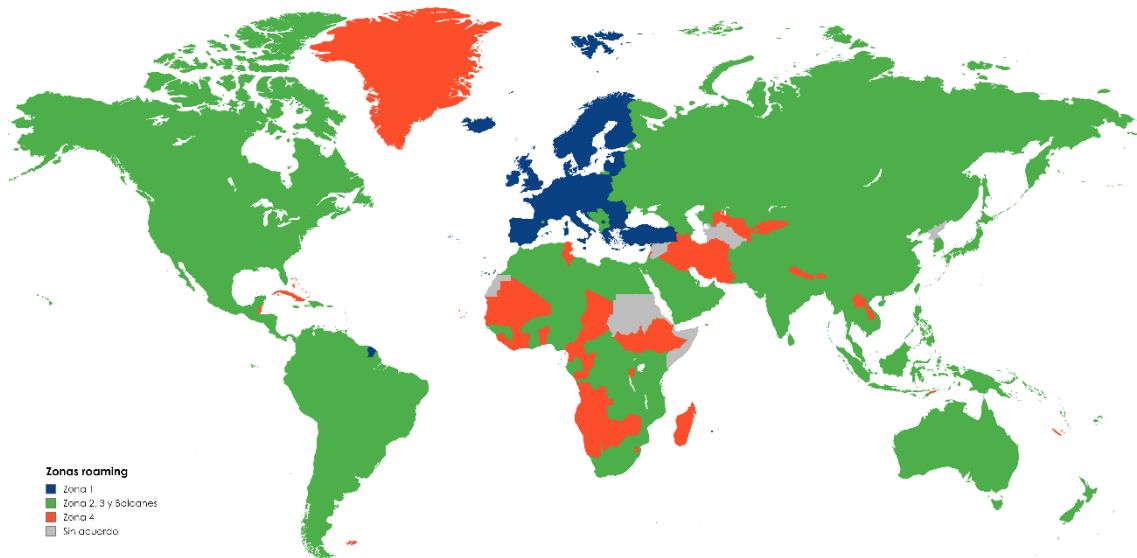 Zonas roaming
Zona 1
Zona 2, 3 y Balcanes
Zona 4
Sin acuerdo